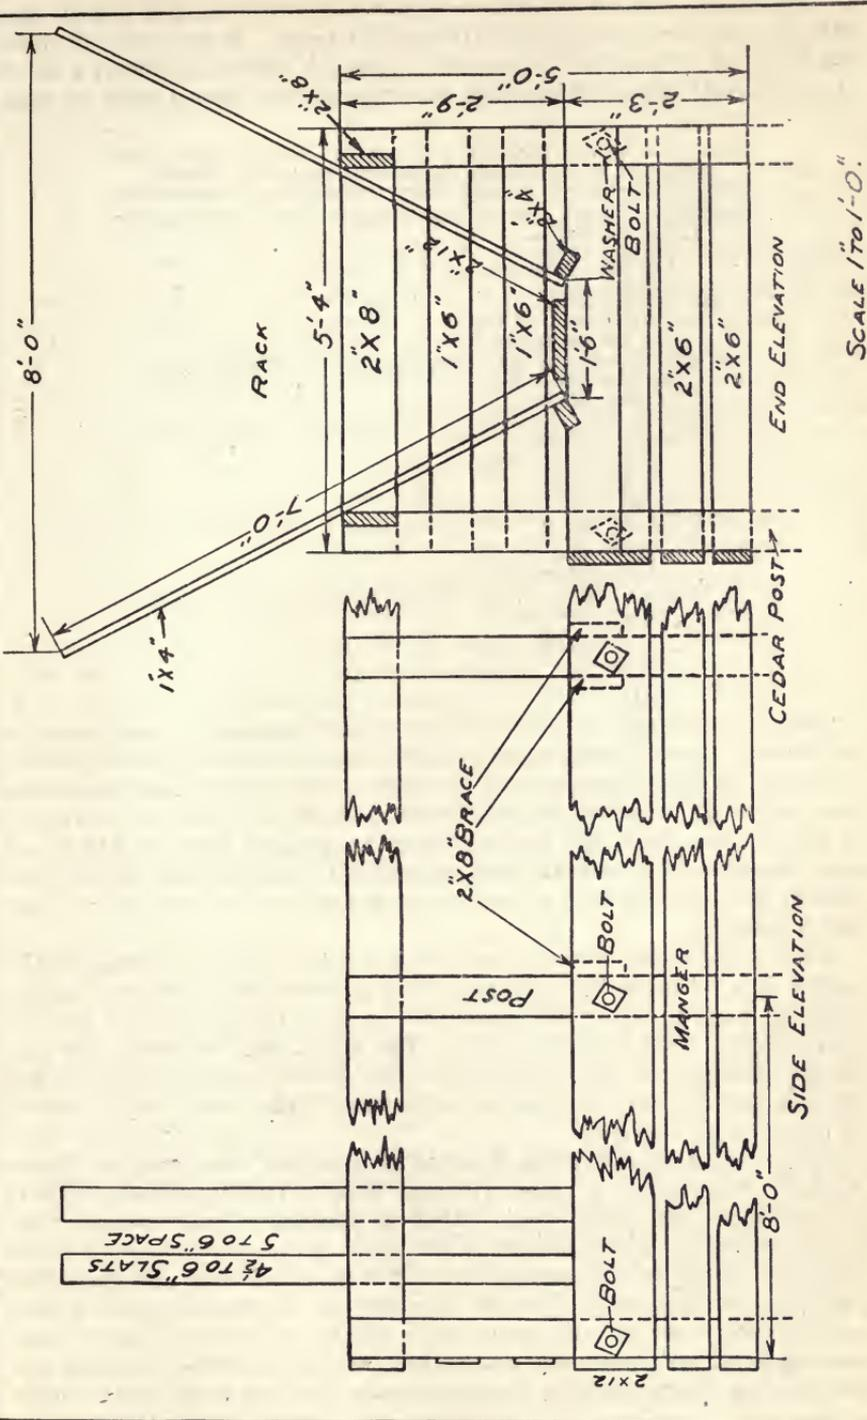 8'-0"
RACK
5'-4"
2"X8"
1"X6"
1"X6"
2"X12"
2"X4"
2"X8"
5'-0"
2'-9"
2'-3"
7'-0"
1"X4"
1'-6"
WASHER
BOLT
2"X6"
2"X6"
END ELEVATION
SCALE 1" TO 1'-0"
CEDAR POST
2"X8" BRACE
POST
BOLT
MANGER
SIDE ELEVATION
8'-0"
BOLT
2X12
5 TO 6" SPACE
4½ TO 6" SLATS